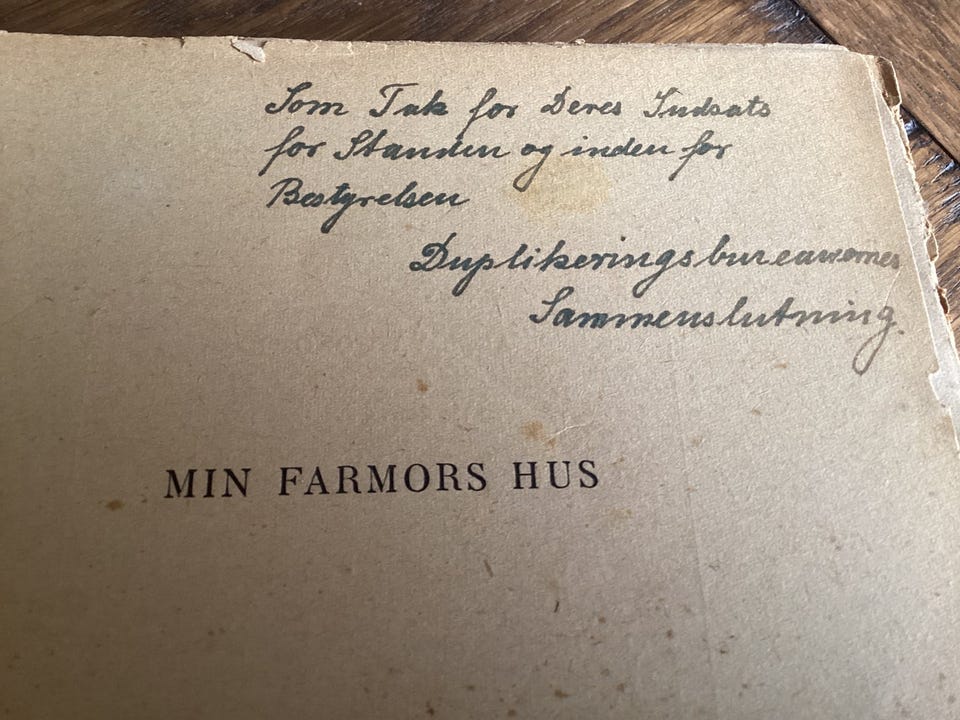 Som Tak for Deres Indsats
for Standen og inden for
Bestyrelsen
Duplikeringsbureauernes
Sammenslutning.
MIN FARMORS HUS